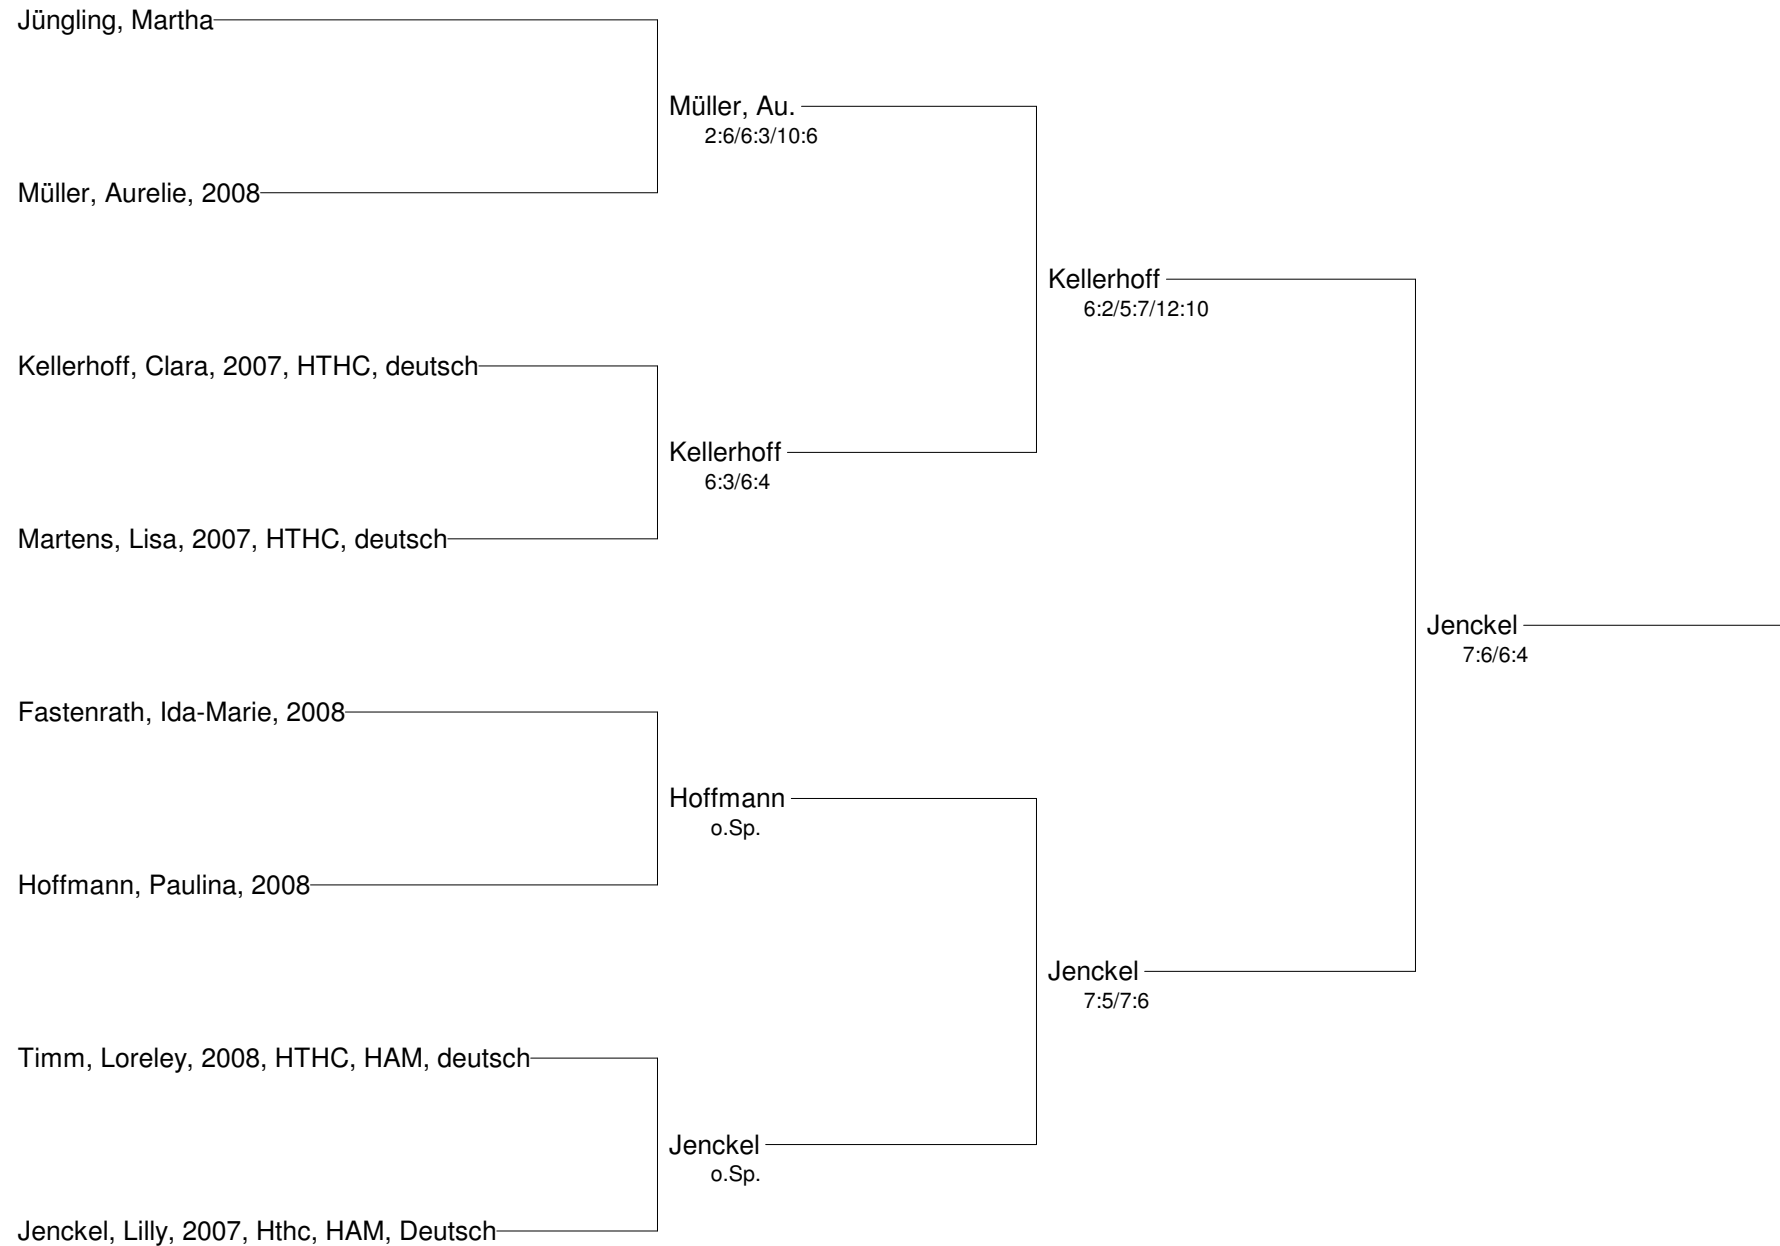 Jüngling, Martha
Müller, Au.
2:6/6:3/10:6
Müller, Aurelie, 2008
Kellerhoff
6:2/5:7/12:10
Kellerhoff, Clara, 2007, HTHC, deutsch
Kellerhoff
6:3/6:4
Martens, Lisa, 2007, HTHC, deutsch
Jenckel
7:6/6:4
Fastenrath, Ida-Marie, 2008
Hoffmann
o.Sp.
Hoffmann, Paulina, 2008
Jenckel
7:5/7:6
Timm, Loreley, 2008, HTHC, HAM, deutsch
Jenckel
o.Sp.
Jenckel, Lilly, 2007, Hthc, HAM, Deutsch